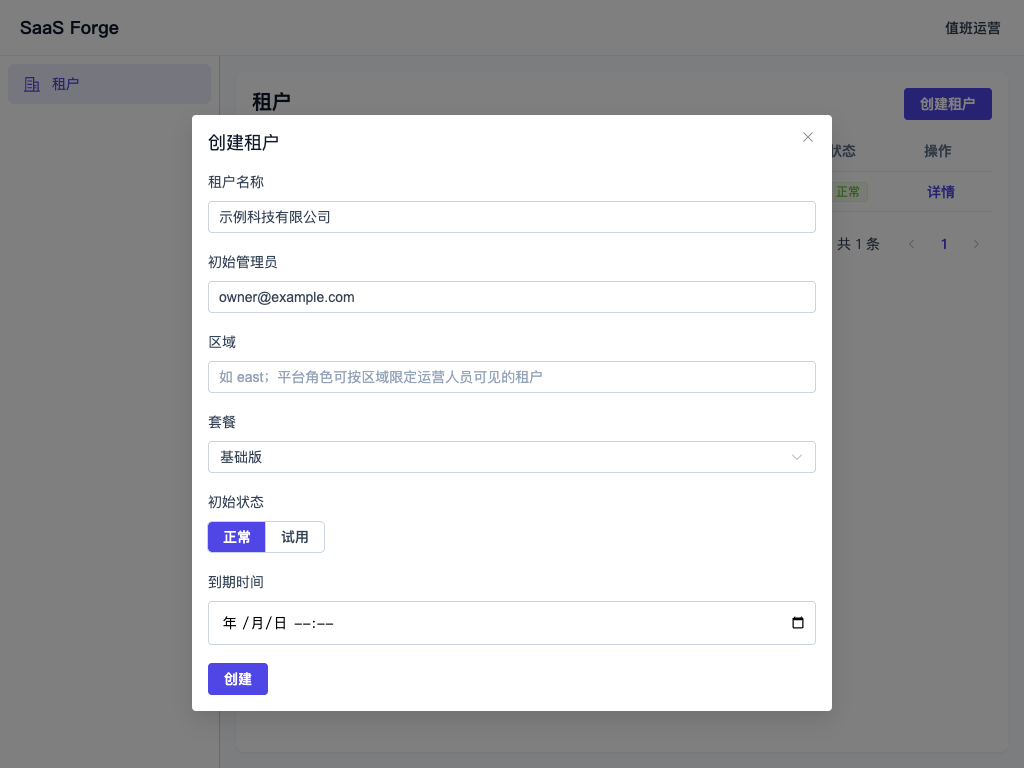 SaaS Forge
值班运营
租户
租户
创建租户
状态
操作
正常
详情
共 1 条
1
创建租户
租户名称
示例科技有限公司
初始管理员
owner@example.com
区域
如 east；平台角色可按区域限定运营人员可见的租户
套餐
基础版
初始状态
正常
试用
到期时间
年 /月/日 --:--
创建